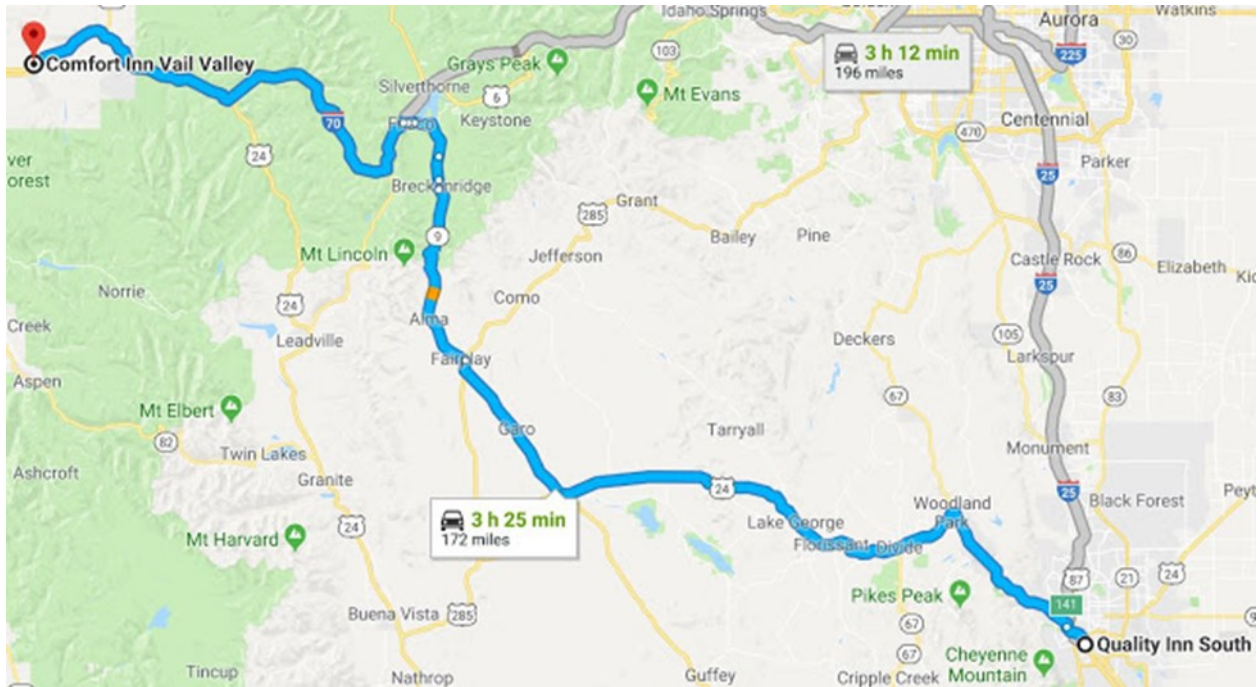 Idaho Springs
Aurora
Watkins
Comfort Inn Vail Valley
Grays Peak
103
3 h 12 min
196 miles
225
30
Silverthorne
6
Mt Evans
70
Keystone
470
Centennial
24
ver
orest
Breckenridge
25
Parker
285
Grant
9
Mt Lincoln
Jefferson
Bailey
Pine
Castle Rock
86
Elizabeth
Norrie
24
Como
25
Creek
Alma
Leadville
Deckers
105
Larkspur
Fairplay
Aspen
Mt Elbert
67
83
82
Garo
Tarryall
Twin Lakes
Monument
Ashcroft
Granite
24
25
Black Forest
Peyt
3 h 25 min
172 miles
Woodland
Park
24
Mt Harvard
Lake George
Florissant
Divide
87
21
24
Pikes Peak
141
Buena Vista
285
67
Quality Inn South
67
Cheyenne
Mountain
Tincup
Nathrop
Guffey
Cripple Creek